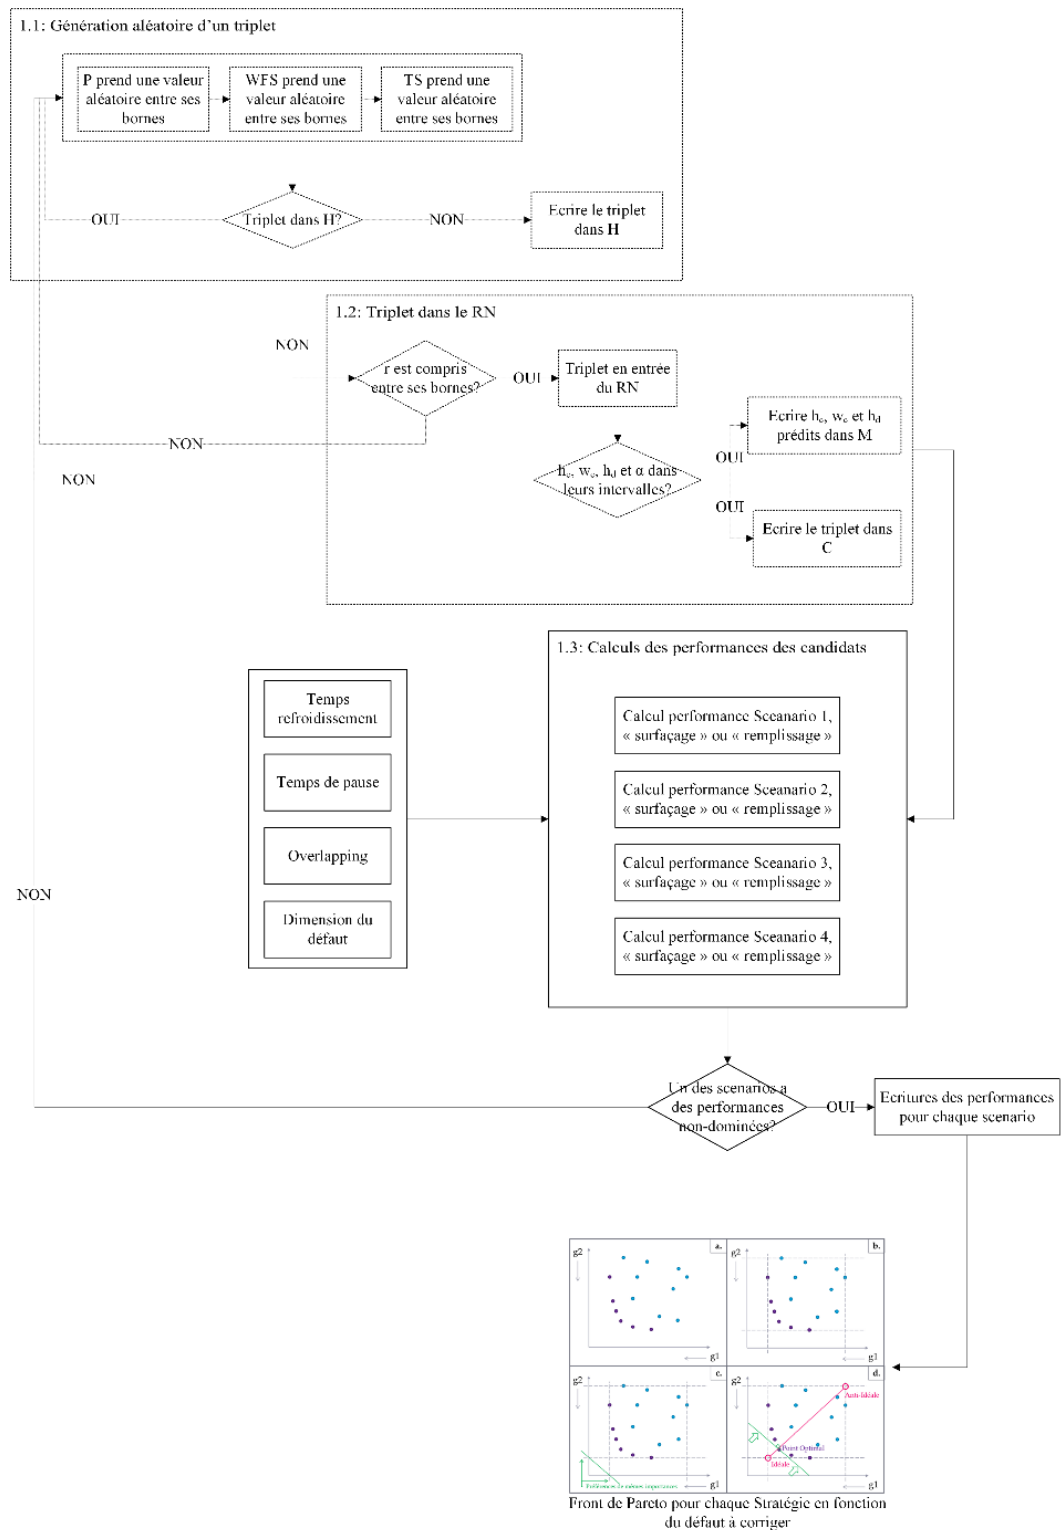 1.1: Génération aléatoire d'un triplet
P prend une valeur
aléatoire entre ses
bornes
WFS prend une
valeur aléatoire
entre ses bornes
TS prend une
valeur aléatoire
entre ses bornes
OUI
Triplet dans H?
NON
Ecrire le triplet
dans H
1.2: Triplet dans le RN
NON
r est compris
entre ses bornes?
OUI
Triplet en entrée
du RN
NON
NON
Ecrire hc, wc et hd
prédits dans M
OUI
hc, wc, hd et α dans
leurs intervalles?
OUI
Ecrire le triplet dans
C
1.3: Calculs des performances des candidats
Temps
refroidissement
Temps de pause
Overlapping
Dimension du
défaut
Calcul performance Sceanario 1,
« surfaçage » ou « remplissage »
Calcul performance Sceanario 2,
« surfaçage » ou « remplissage »
Calcul performance Sceanario 3,
« surfaçage » ou « remplissage »
Calcul performance Sceanario 4,
« surfaçage » ou « remplissage »
NON
Un des scenarios a
des performances
non-dominées?
OUI
Ecritures des performances
pour chaque scenario
a.
g2
g1
b.
g2
g1
c.
g2
Préférences de mêmes importances
g1
d.
g2
Anti-Idéale
Point Optimal
Idéale
g1
Front de Pareto pour chaque Stratégie en fonction
du défaut à corriger